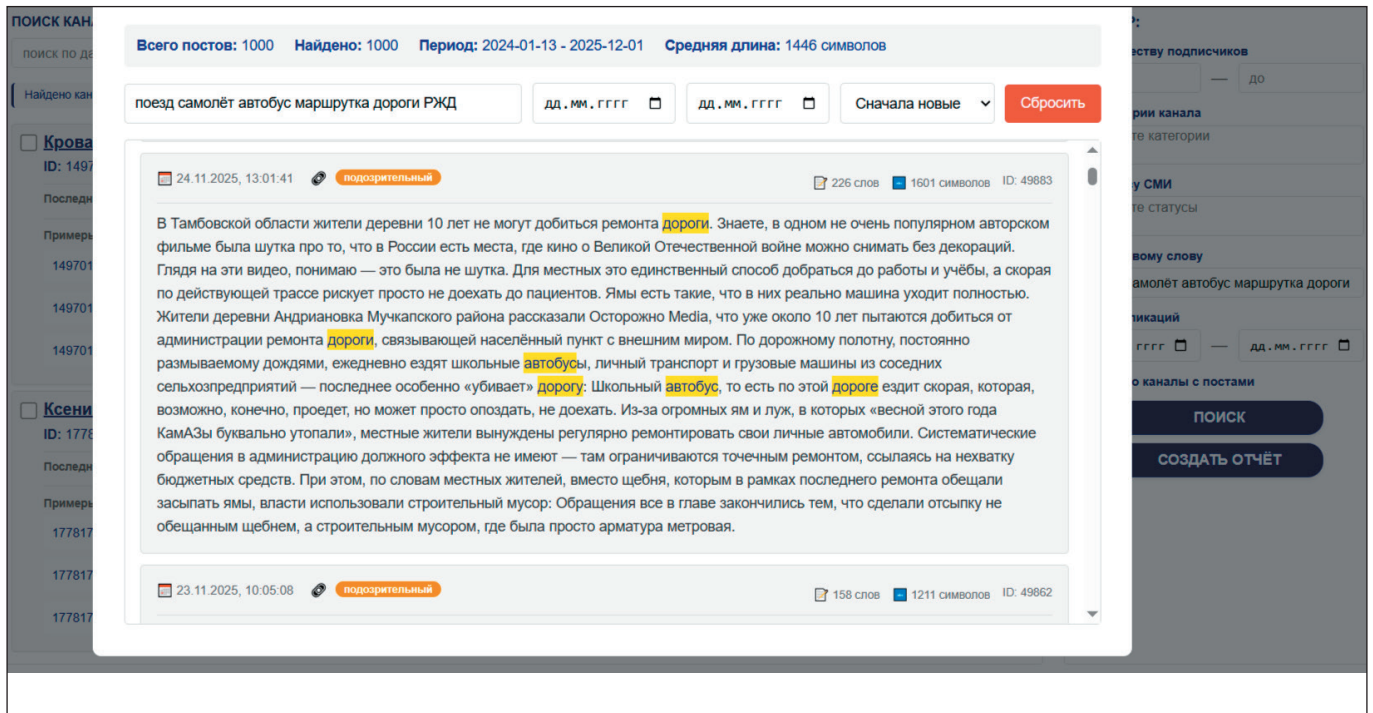 ПОИСК КАН
поиск по да
Найдено кан
Крова
ID: 1497
Последн
Примерь
149701
149701
149701
Ксени
ID: 1778
Последн
Примерь
177817
177817
177817
Всего постов: 1000 Найдено: 1000 Период: 2024-01-13 - 2025-12-01 Средняя длина: 1446 символов
поезд самолёт автобус маршрутка дороги РЖД дд.мм.гггг дд.мм.гггг Сначала новые Сбросить
24.11.2025, 13:01:41 подозрительный 226 слов 1601 символов ID: 49883
В Тамбовской области жители деревни 10 лет не могут добиться ремонта дороги. Знаете, в одном не очень популярном авторском
фильме была шутка про то, что в России есть места, где кино о Великой Отечественной войне можно снимать без декораций.
Глядя на эти видео, понимаю — это была не шутка. Для местных это единственный способ добраться до работы и учёбы, а скорая
по действующей трассе рискует просто не доехать до пациентов. Ямы есть такие, что в них реально машина уходит полностью.
Жители деревни Андриановка Мучкапского района рассказали Осторожно Media, что уже около 10 лет пытаются добиться от
администрации ремонта дороги, связывающей населённый пункт с внешним миром. По дорожному полотну, постоянно
размываемому дождями, ежедневно ездят школьные автобусы, личный транспорт и грузовые машины из соседних
сельхозпредприятий — последнее особенно «убивает» дорогу: Школьный автобус, то есть по этой дороге ездит скорая, которая,
возможно, конечно, проедет, но может просто опоздать, не доехать. Из-за огромных ям и луж, в которых «весной этого года
КамАЗы буквально утопали», местные жители вынуждены регулярно ремонтировать свои личные автомобили. Систематические
обращения в администрацию должного эффекта не имеют — там ограничиваются точечным ремонтом, ссылаясь на нехватку
бюджетных средств. При этом, по словам местных жителей, вместо щебня, которым в рамках последнего ремонта обещали
засыпать ямы, власти использовали строительный мусор: Обращения все в главе закончились тем, что сделали отсыпку не
обещанным щебнем, а строительным мусором, где была просто арматура метровая.
23.11.2025, 10:05:08 подозрительный 158 слов 1211 символов ID: 49862
еству подписчиков
— до
рии канала
те категории
у СМИ
те статусы
вому слову
амолёт автобус маршрутка дороги
ликаций
гггг — дд.мм.гггг
о каналы с постами
ПОИСК
СОЗДАТЬ ОТЧЁТ